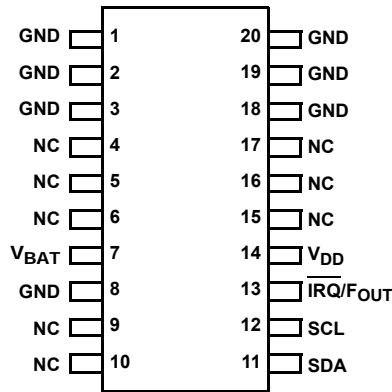 GND 1 20 GND
GND 2 19 GND
GND 3 18 GND
NC 4 17 NC
NC 5 16 NC
NC 6 15 NC
VBAT 7 14 VDD
GND 8 13 IRQ/FOUT
NC 9 12 SCL
NC 10 11 SDA